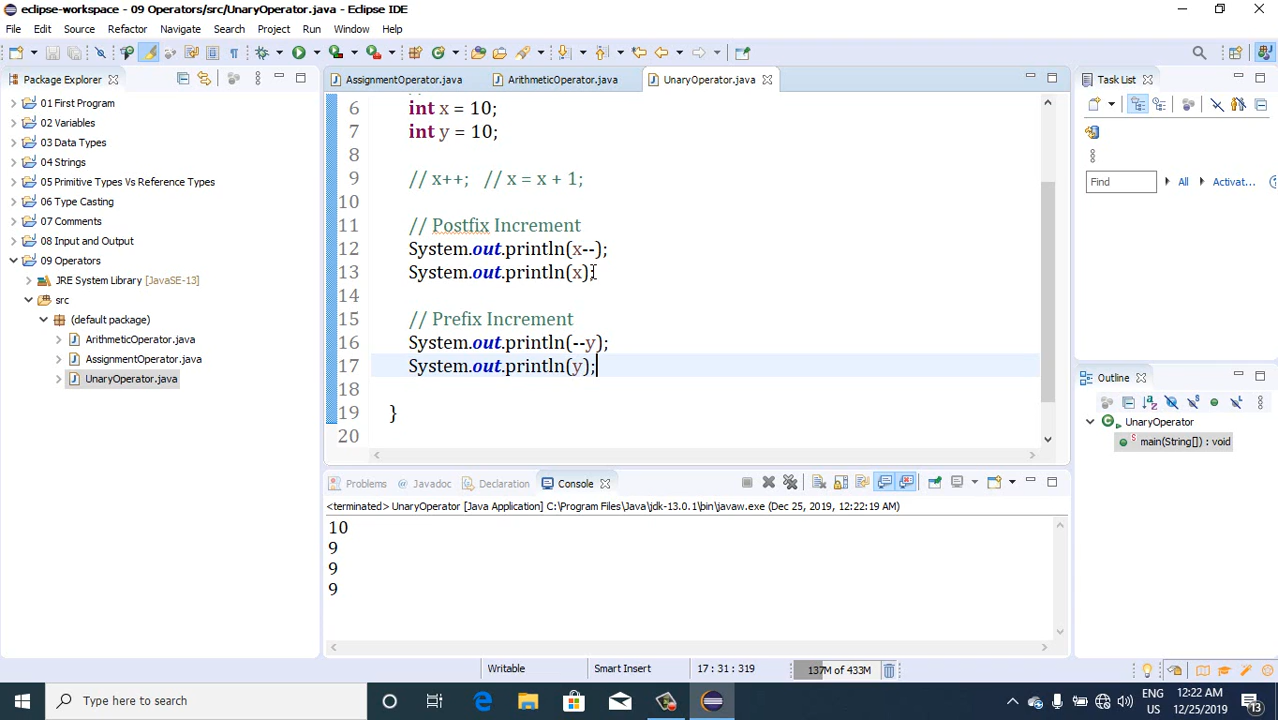 eclipse-workspace - 09 Operators/src/UnaryOperator.java - Eclipse IDE
File Edit Source Refactor Navigate Search Project Run Window Help
Package Explorer
AssignmentOperator.java
ArithmeticOperator.java
UnaryOperator.java
Task List
01 First Program
02 Variables
03 Data Types
04 Strings
05 Primitive Types Vs Reference Types
06 Type Casting
07 Comments
08 Input and Output
09 Operators
JRE System Library [JavaSE-13]
src
(default package)
ArithmeticOperator.java
AssignmentOperator.java
UnaryOperator.java
6 int x = 10;
7 int y = 10;
8
9 // x++; // x = x + 1;
10
11 // Postfix Increment
12 System.out.println(x--);
13 System.out.println(x);
14
15 // Prefix Increment
16 System.out.println(--y);
17 System.out.println(y);
18
19 }
20
Find All Activat...
Outline
UnaryOperator
main(String[]) : void
Problems Javadoc Declaration Console
<terminated> UnaryOperator [Java Application] C:\Program Files\Java\jdk-13.0.1\bin\javaw.exe (Dec 25, 2019, 12:22:19 AM)
10
9
9
9
Writable Smart Insert 17 : 31 : 319 137M of 433M
Type here to search
ENG
US
12:22 AM
12/25/2019
13